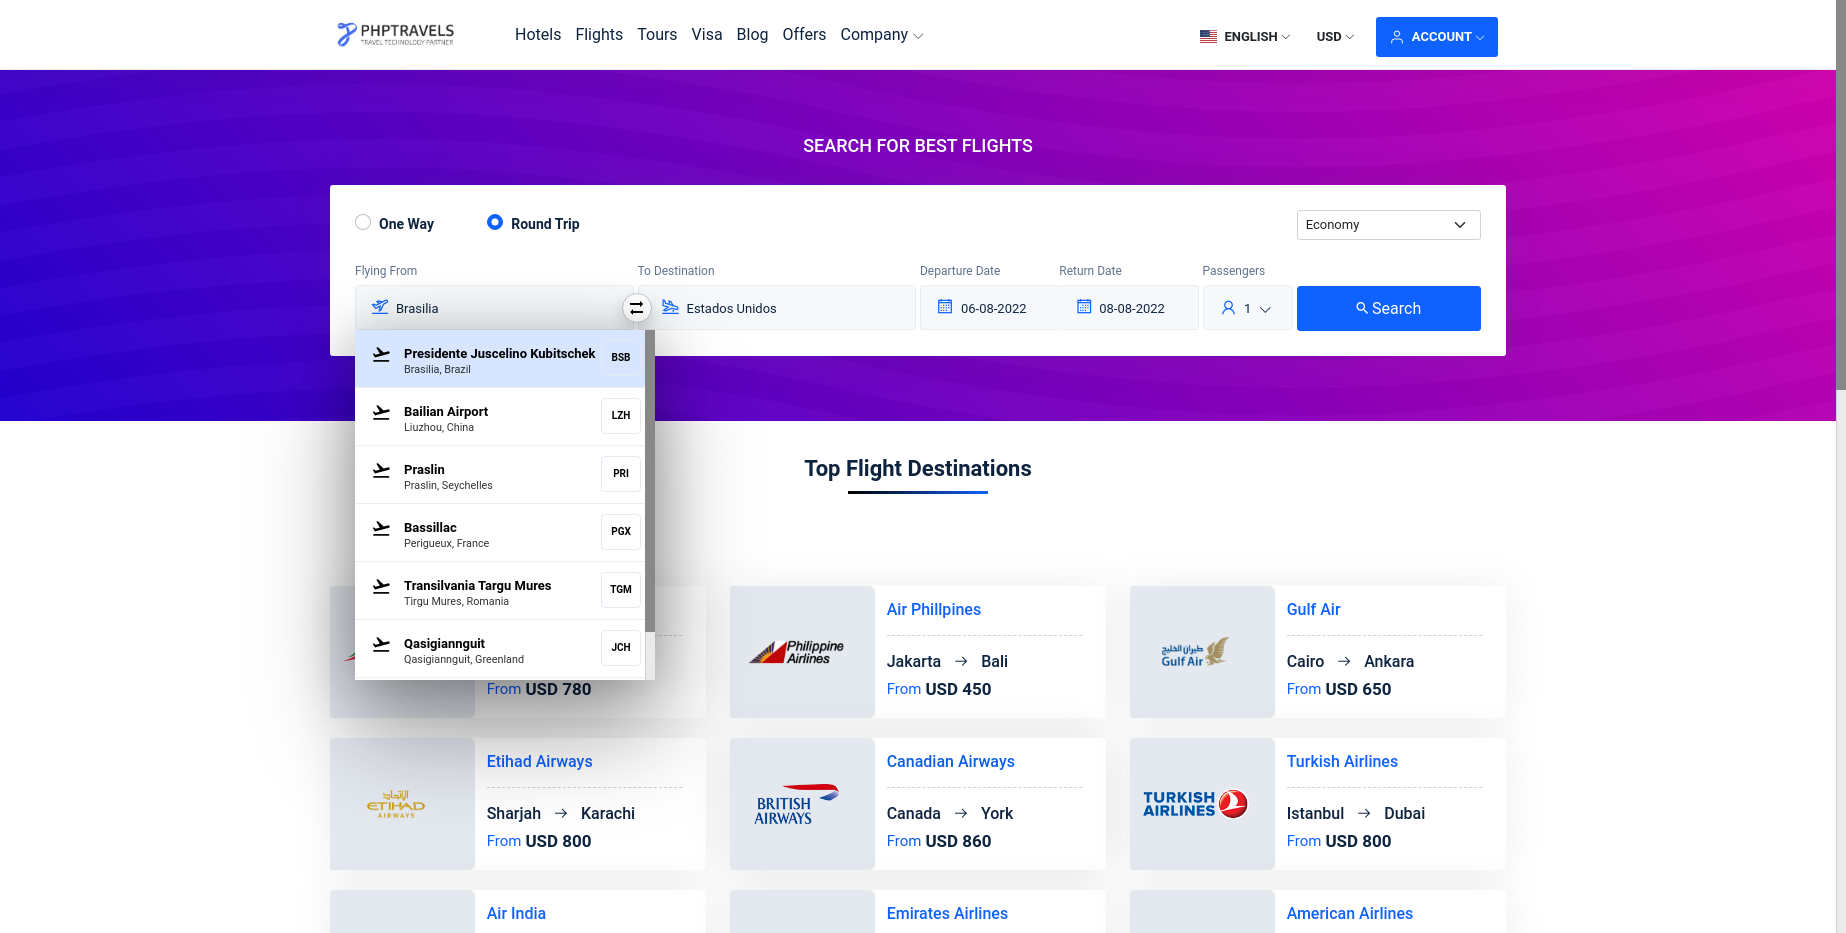 PHPTRAVELS
TRAVEL TECHNOLOGY PARTNER
Hotels Flights Tours Visa Blog Offers Company
ENGLISH USD ACCOUNT
SEARCH FOR BEST FLIGHTS
One Way Round Trip Economy
Flying From To Destination Departure Date Return Date Passengers
Brasilia Estados Unidos 06-08-2022 08-08-2022 1 Search
Presidente Juscelino Kubitschek BSB
Brasilia, Brazil
Bailian Airport LZH
Liuzhou, China
Praslin PRI
Praslin, Seychelles
Bassillac PGX
Perigueux, France
Transilvania Targu Mures TGM
Tirgu Mures, Romania
Qasigiannguit JCH
Qasigiannguit, Greenland
Top Flight Destinations
From USD 780
Philippine Airlines
Air Phillpines
Jakarta → Bali
From USD 450
طيران الخليج
Gulf Air
Gulf Air
Cairo → Ankara
From USD 650
الإتحاد
ETIHAD
AIRWAYS
Etihad Airways
Sharjah → Karachi
From USD 800
BRITISH
AIRWAYS
Canadian Airways
Canada → York
From USD 860
TURKISH
AIRLINES
Turkish Airlines
Istanbul → Dubai
From USD 800
Air India
Emirates Airlines
American Airlines